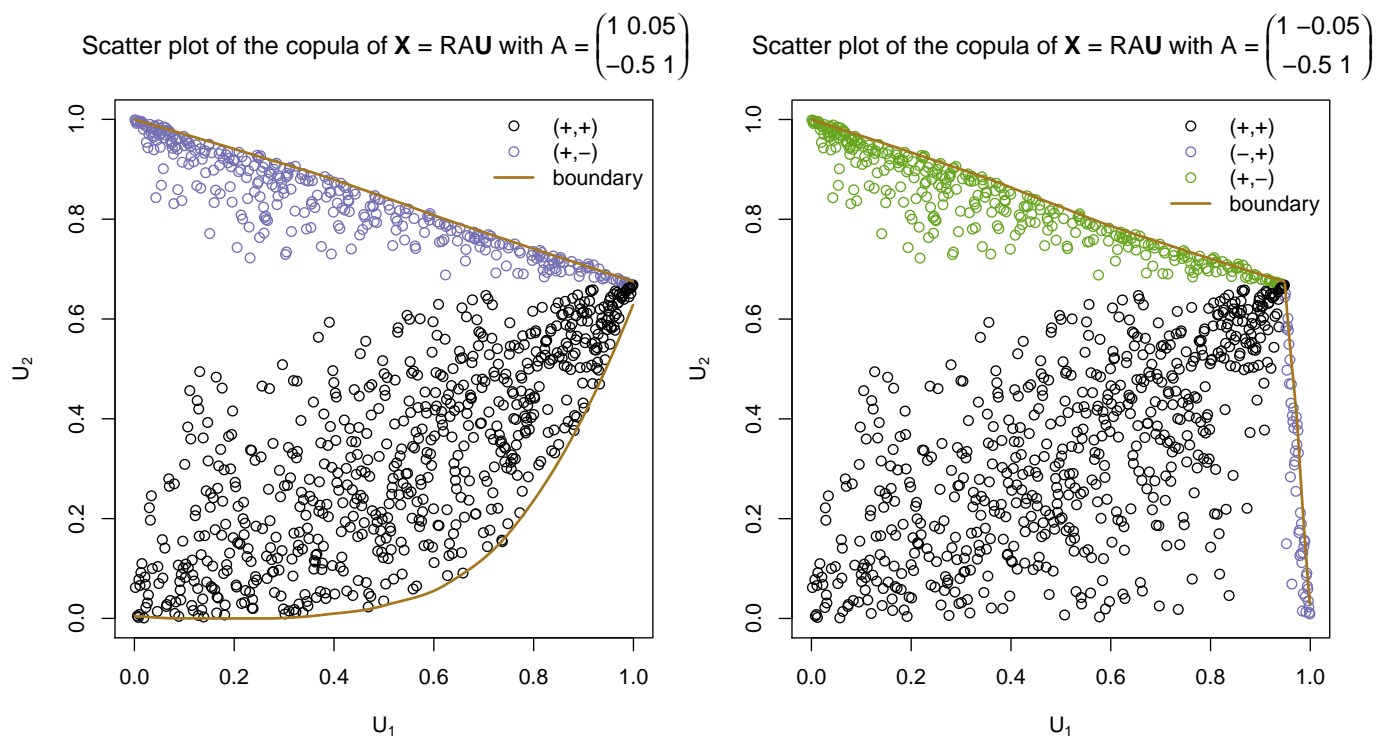 Scatter plot of the copula of X = RAU with A = (1 0.05
−0.5 1)
1.0
0.8
0.6
0.4
0.2
0.0
U2
(+,+)
(+,−)
boundary
0.0 0.2 0.4 0.6 0.8 1.0
U1
Scatter plot of the copula of X = RAU with A = (1 −0.05
−0.5 1)
1.0
0.8
0.6
0.4
0.2
0.0
U2
(+,+)
(−,+)
(+,−)
boundary
0.0 0.2 0.4 0.6 0.8 1.0
U1